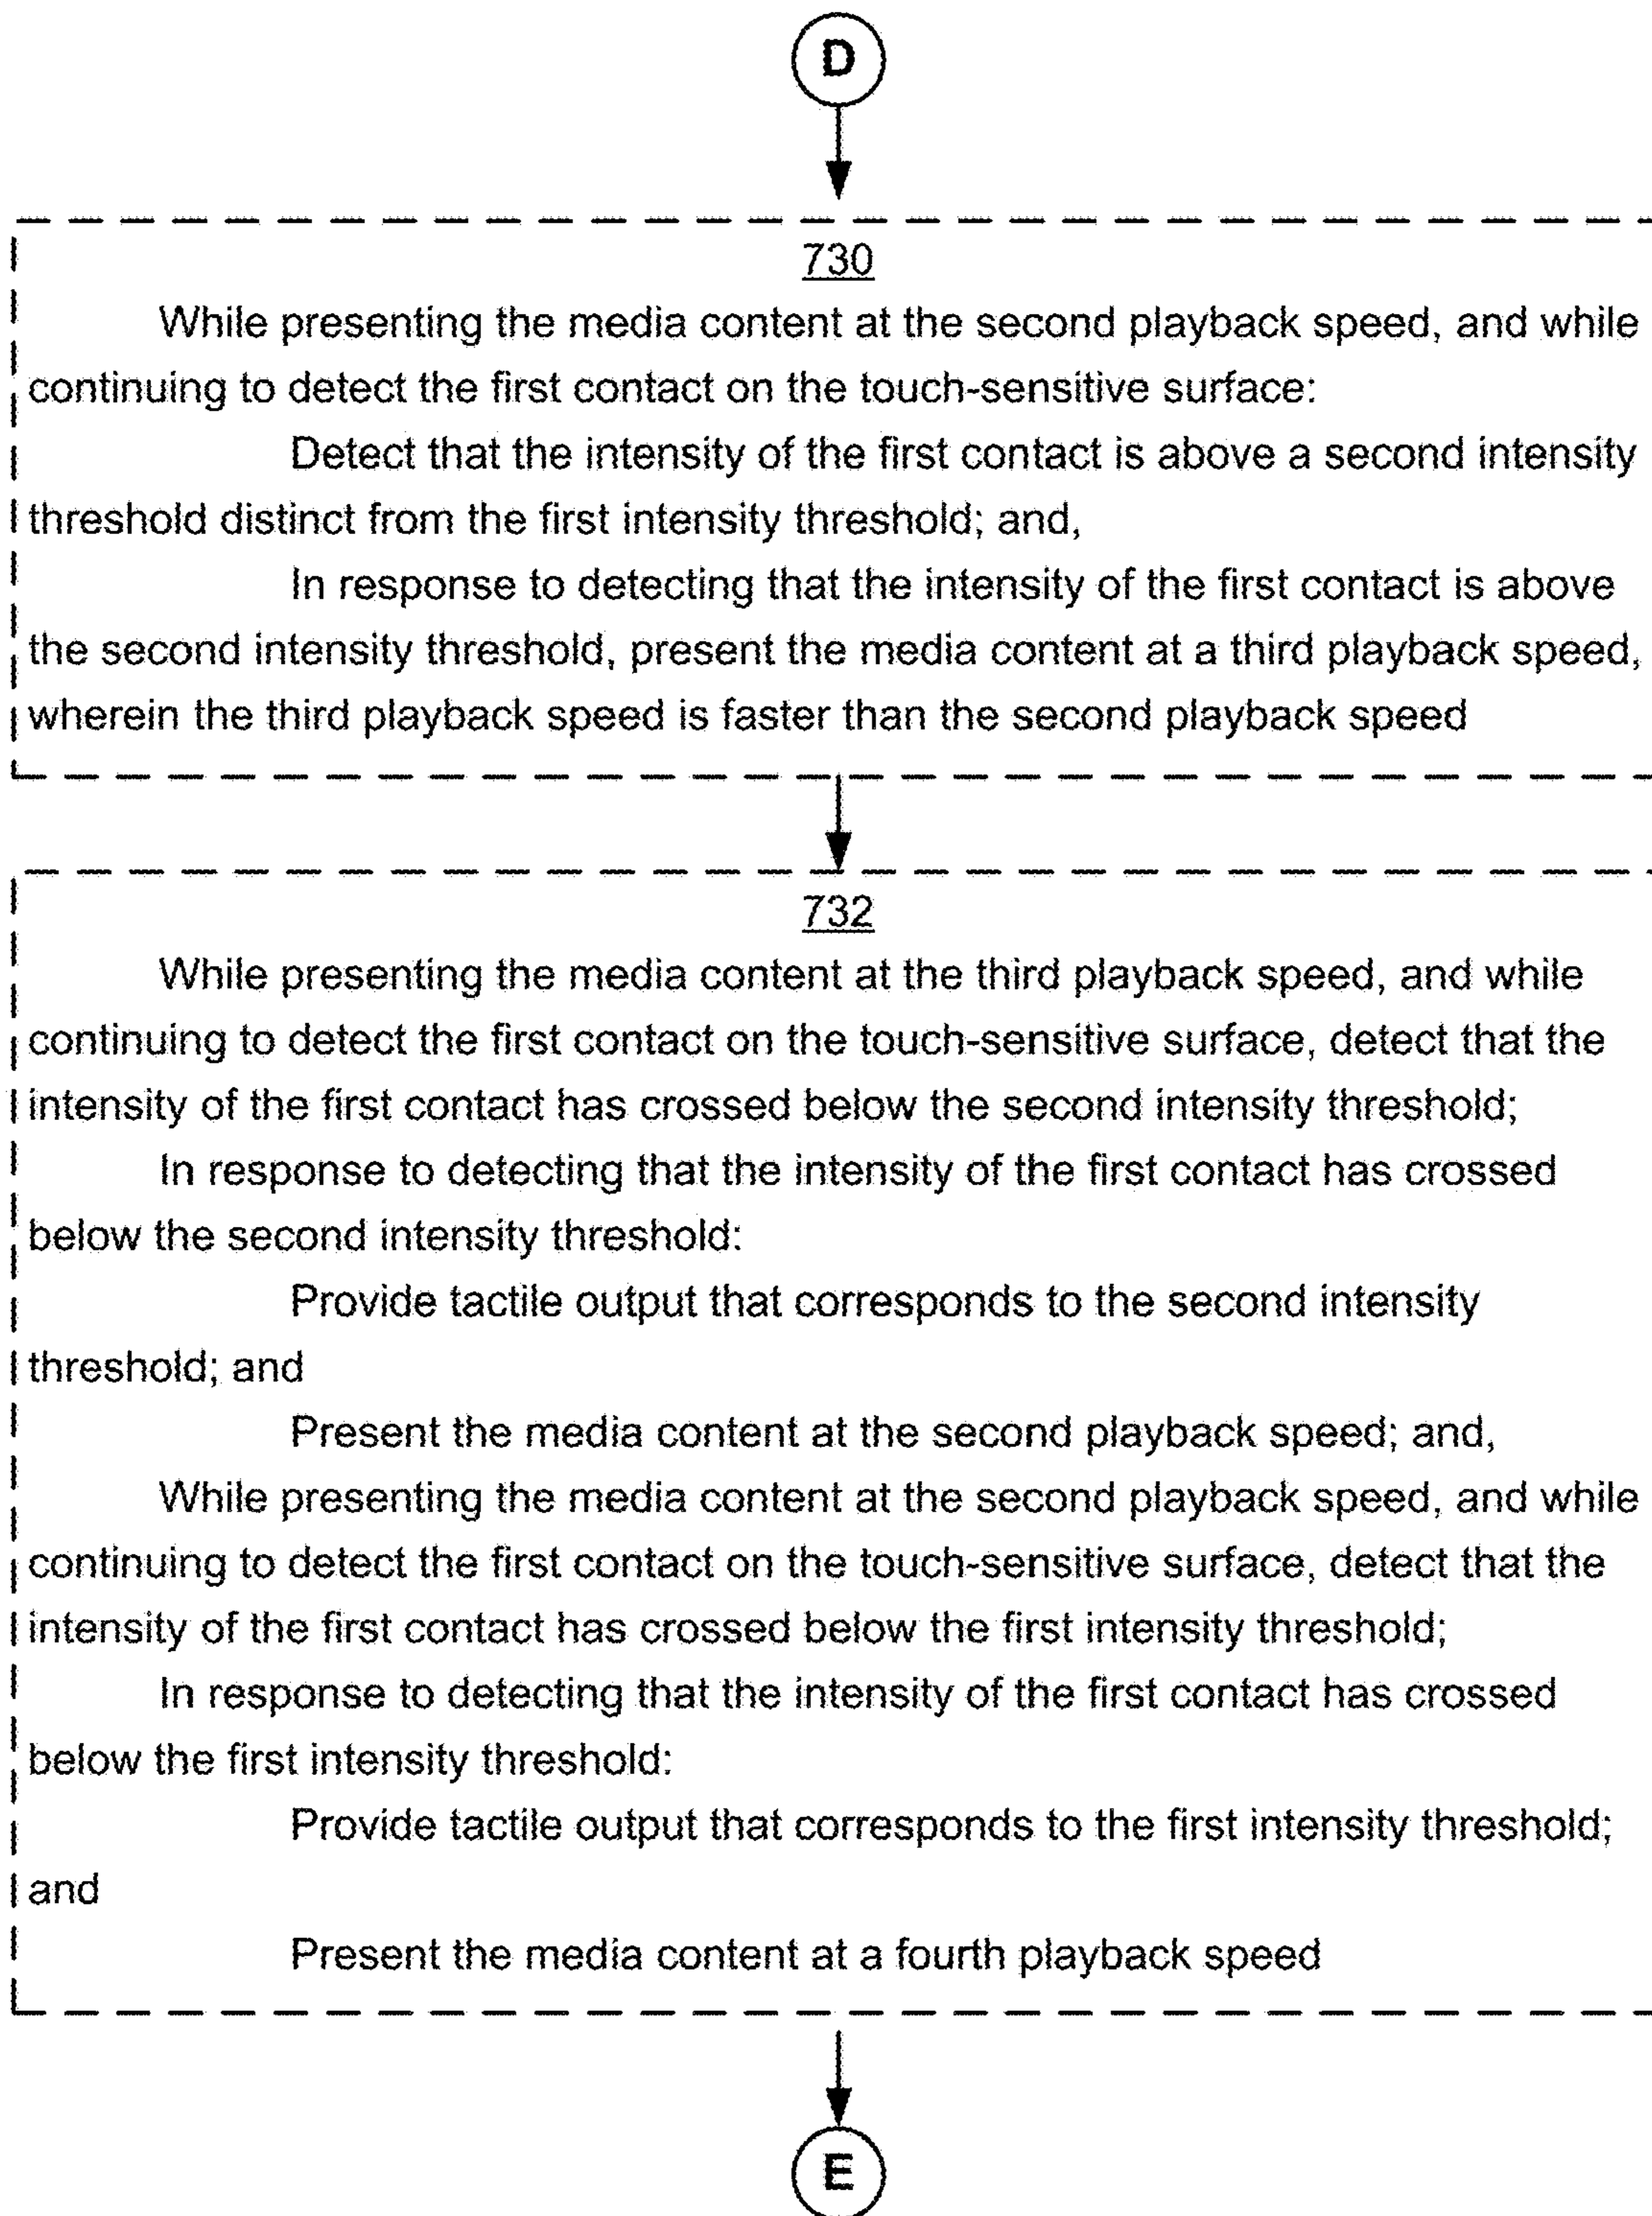 D
730
While presenting the media content at the second playback speed, and while
continuing to detect the first contact on the touch-sensitive surface:
Detect that the intensity of the first contact is above a second intensity
threshold distinct from the first intensity threshold; and,
In response to detecting that the intensity of the first contact is above
the second intensity threshold, present the media content at a third playback speed,
wherein the third playback speed is faster than the second playback speed
732
While presenting the media content at the third playback speed, and while
continuing to detect the first contact on the touch-sensitive surface, detect that the
intensity of the first contact has crossed below the second intensity threshold;
In response to detecting that the intensity of the first contact has crossed
below the second intensity threshold:
Provide tactile output that corresponds to the second intensity
threshold; and
Present the media content at the second playback speed; and,
While presenting the media content at the second playback speed, and while
continuing to detect the first contact on the touch-sensitive surface, detect that the
intensity of the first contact has crossed below the first intensity threshold;
In response to detecting that the intensity of the first contact has crossed
below the first intensity threshold:
Provide tactile output that corresponds to the first intensity threshold;
and
Present the media content at a fourth playback speed
E